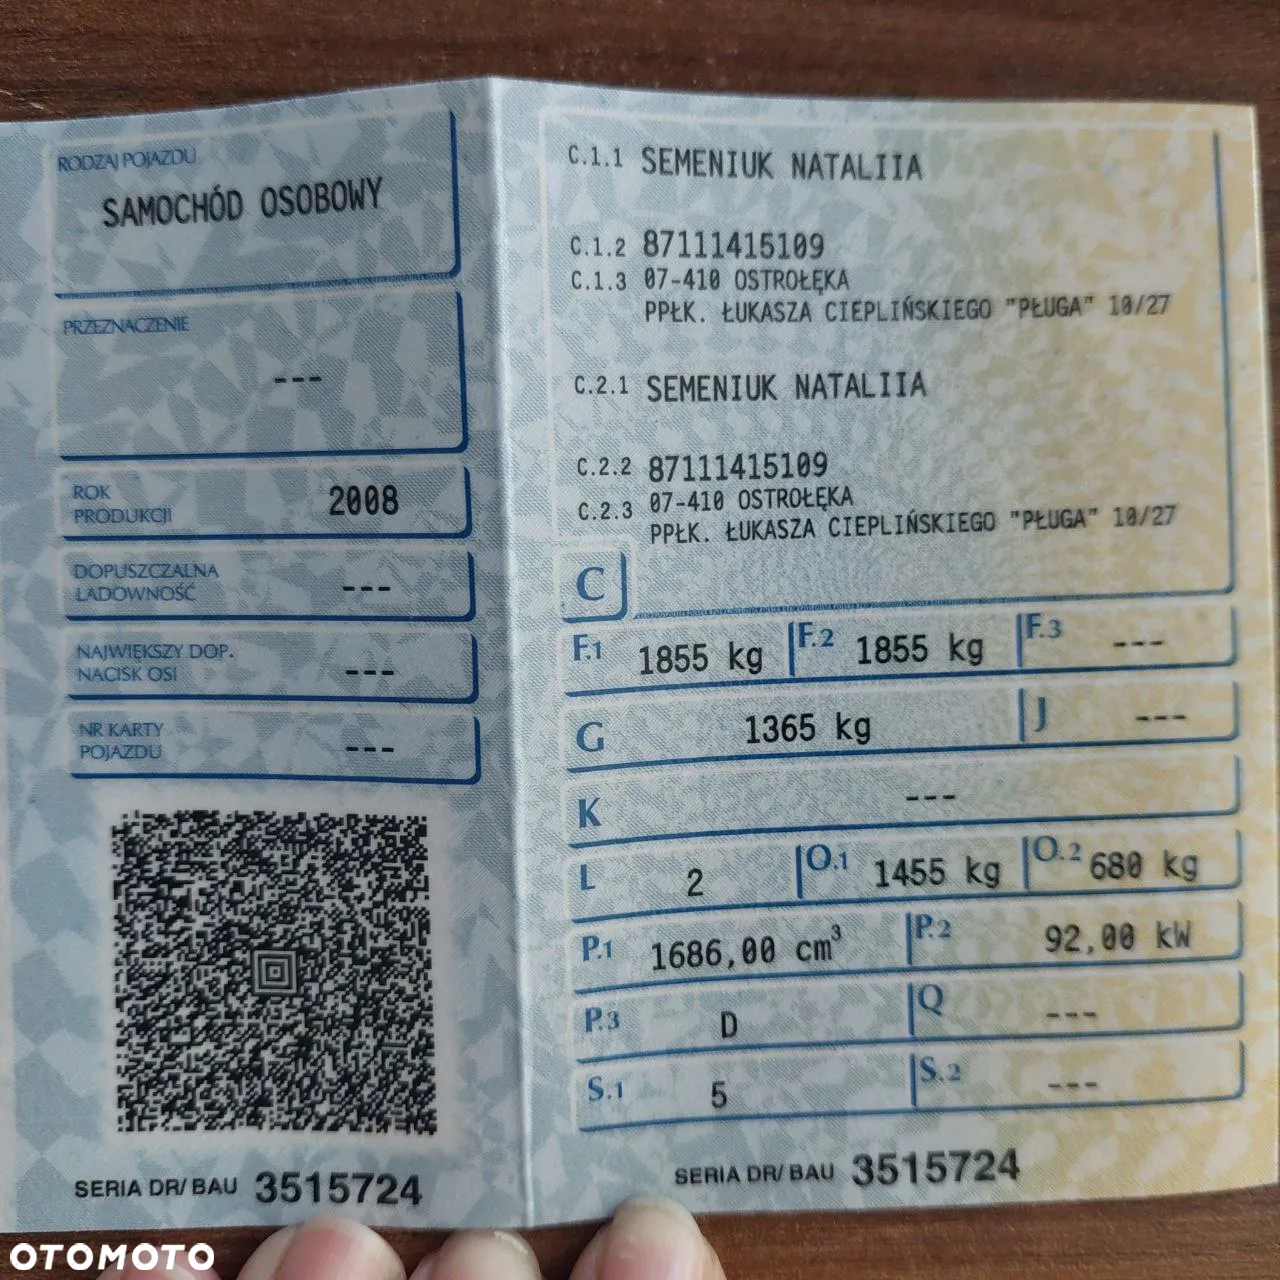 RODZAJ POJAZDU
SAMOCHÓD OSOBOWY
PRZEZNACZENIE
---
ROK
PRODUKCJI
2008
DOPUSZCZALNA
ŁADOWNOŚĆ
---
NAJWIĘKSZY DOP.
NACISK OSI
---
NR KARTY
POJAZDU
---
SERIA DR/ BAU 3515724
C.1.1 SEMENIUK NATALIIA
C.1.2 87111415109
C.1.3 07-410 OSTROŁĘKA
PPŁK. ŁUKASZA CIEPLIŃSKIEGO "PŁUGA" 10/27
C.2.1 SEMENIUK NATALIIA
C.2.2 87111415109
C.2.3 07-410 OSTROŁĘKA
PPŁK. ŁUKASZA CIEPLIŃSKIEGO "PŁUGA" 10/27
C
F.1 1855 kg F.2 1855 kg F.3 ---
G 1365 kg J ---
K ---
L 2 O.1 1455 kg O.2 680 kg
P.1 1686,00 cm³ P.2 92,00 kW
P.3 D Q ---
S.1 5 S.2 ---
SERIA DR/ BAU 3515724
OTOMOTO